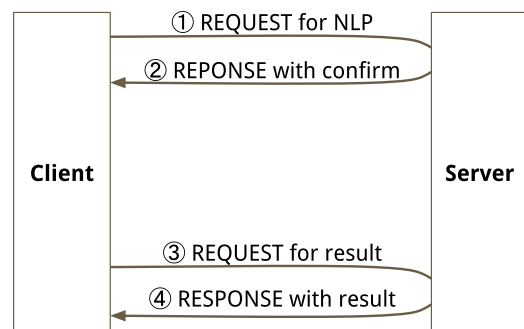 ① REQUEST for NLP
② REPONSE with confirm
Client
Server
③ REQUEST for result
④ RESPONSE with result